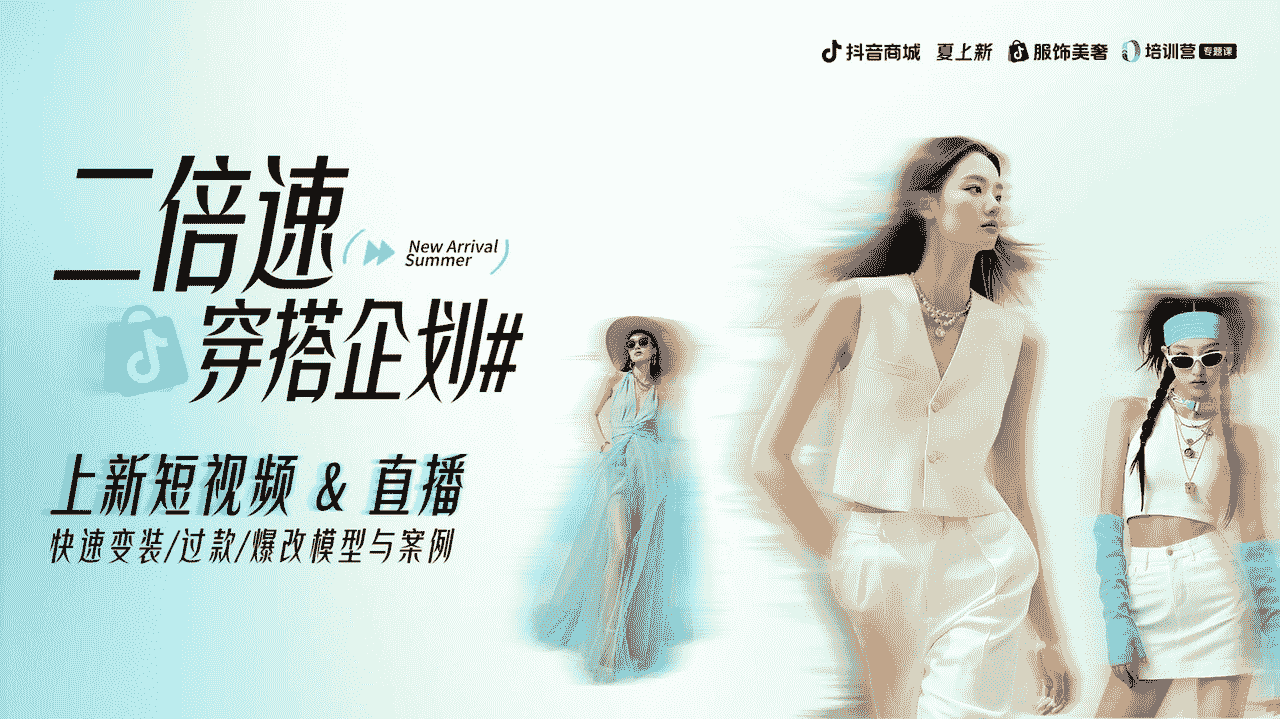 抖音商城 夏上新 服饰美奢 培训营 专题课
二倍速
New Arrival
Summer
穿搭企划#
上新短视频 & 直播
快速变装/过款/爆改模型与案例